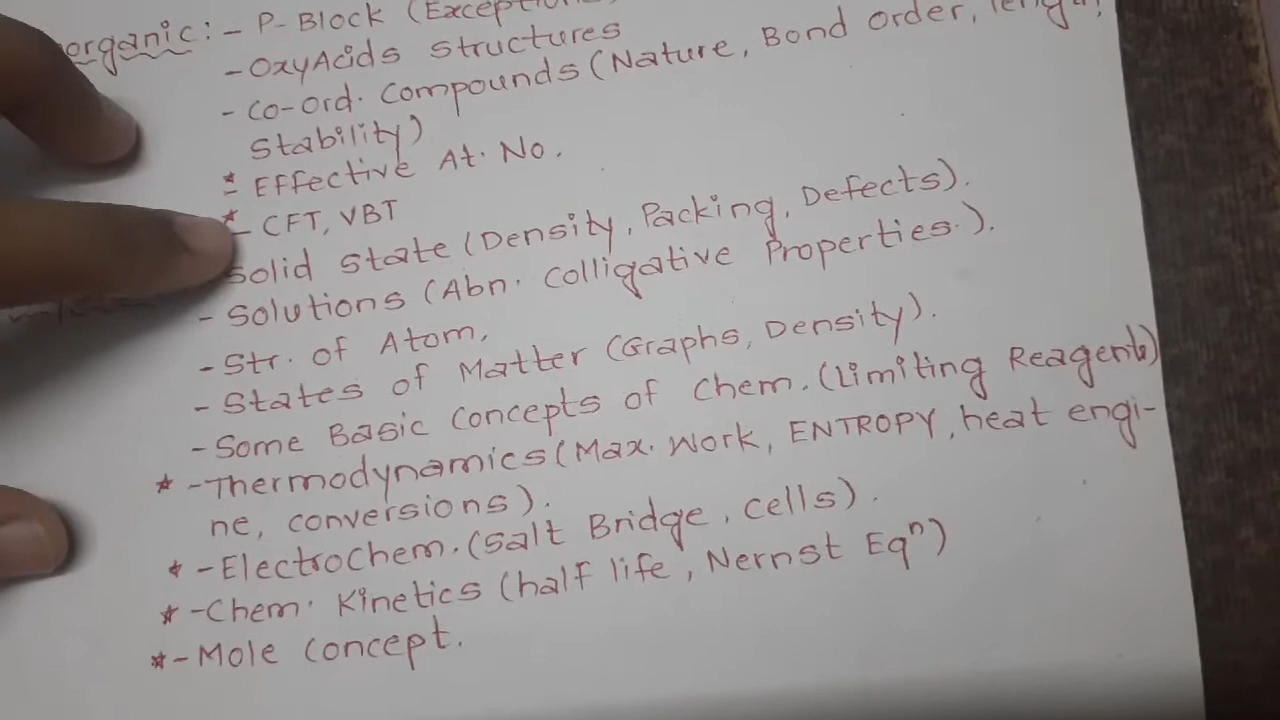 organic:- P-Block (Exception
- OxyAcids structures
- Co-ord. compounds (Nature, Bond order, length,
stability)
* - Effective At. No.
* - CFT, VBT
Solid state (Density, Packing, Defects).
- Solutions (Abn. colligative Properties.).
- Str. of Atom,
- States of Matter (Graphs, Density).
- Some Basic concepts of chem. (Limiting Reagents)
* - Thermodynamics (Max. work, ENTROPY, heat engi-
ne, conversions).
* - Electrochem. (salt Bridge, cells).
* - Chem. Kinetics (half life, Nernst Eqⁿ)
* - Mole concept.